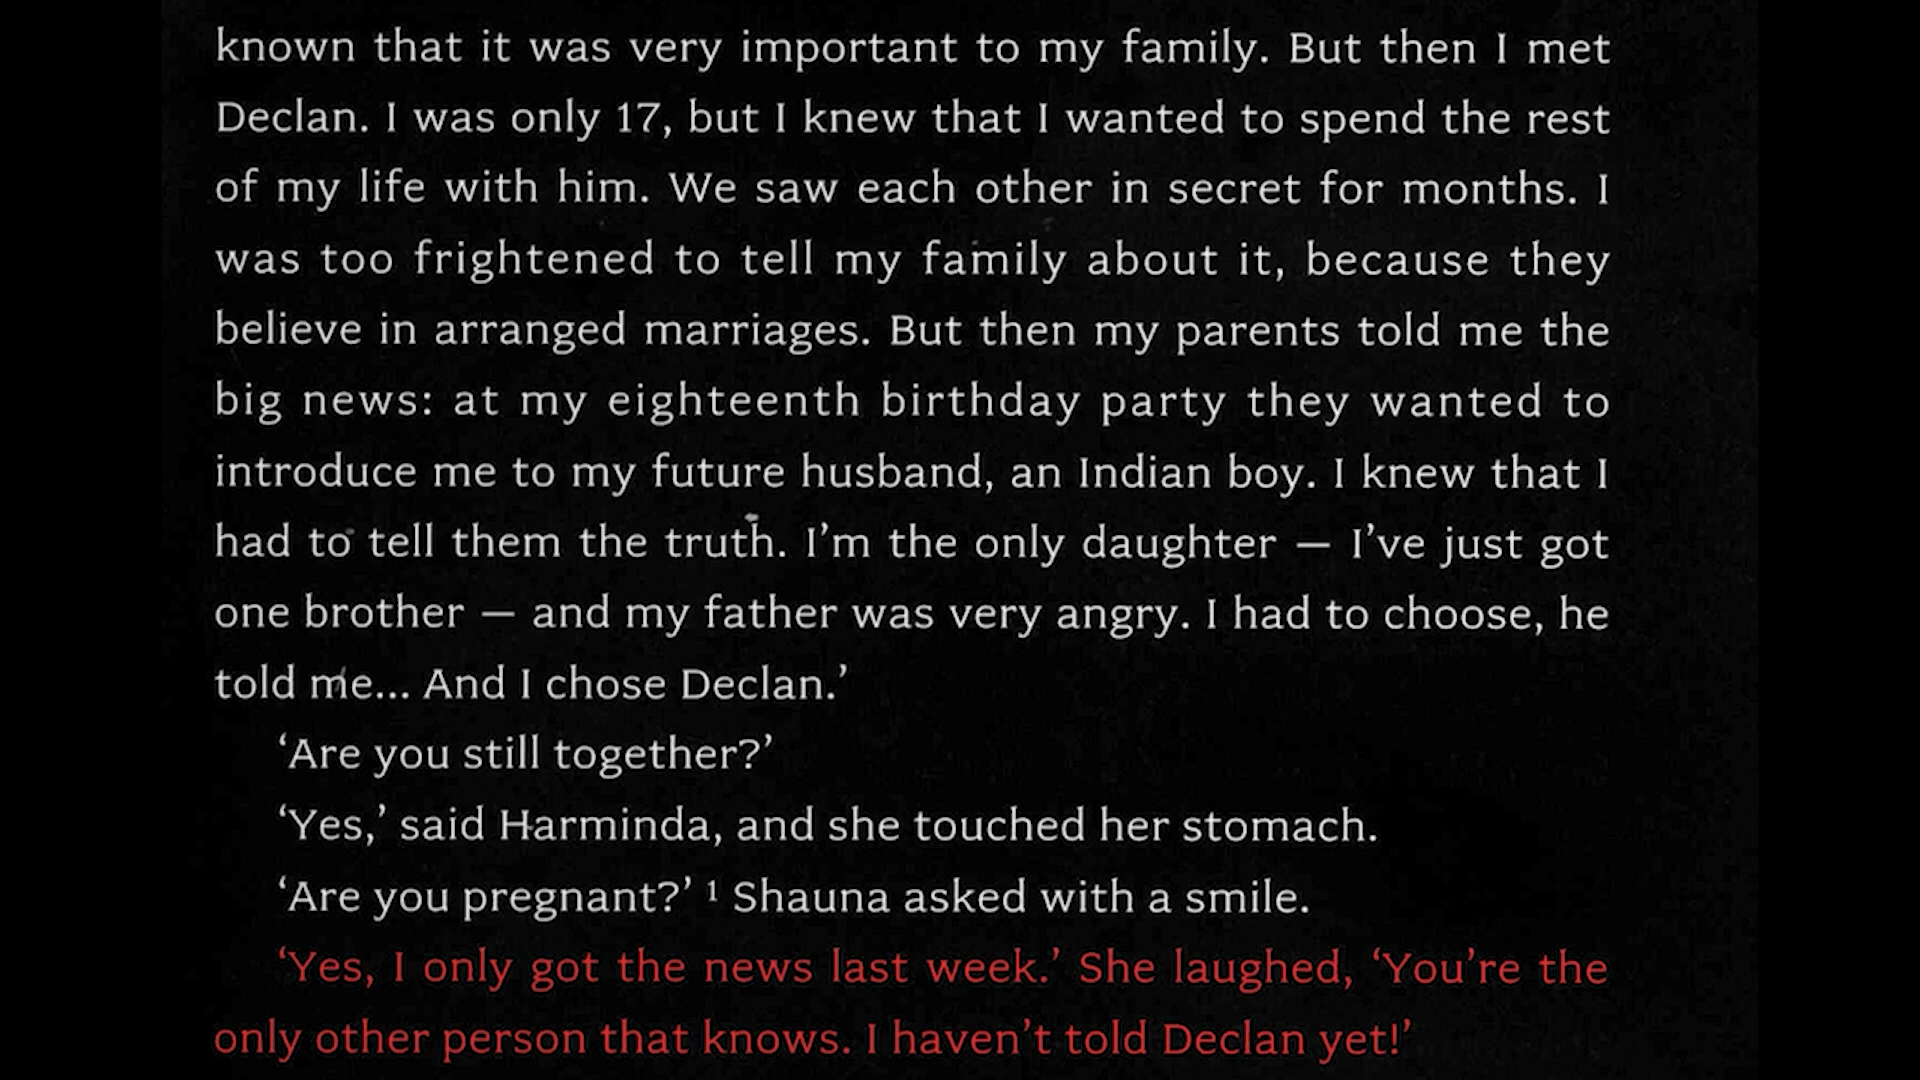 known that it was very important to my family. But then I met
Declan. I was only 17, but I knew that I wanted to spend the rest
of my life with him. We saw each other in secret for months. I
was too frightened to tell my family about it, because they
believe in arranged marriages. But then my parents told me the
big news: at my eighteenth birthday party they wanted to
introduce me to my future husband, an Indian boy. I knew that I
had to tell them the truth. I’m the only daughter — I’ve just got
one brother — and my father was very angry. I had to choose, he
told me... And I chose Declan.’
‘Are you still together?’
‘Yes,’ said Harminda, and she touched her stomach.
‘Are you pregnant?’ ¹ Shauna asked with a smile.
‘Yes, I only got the news last week.’ She laughed, ‘You’re the
only other person that knows. I haven’t told Declan yet!’